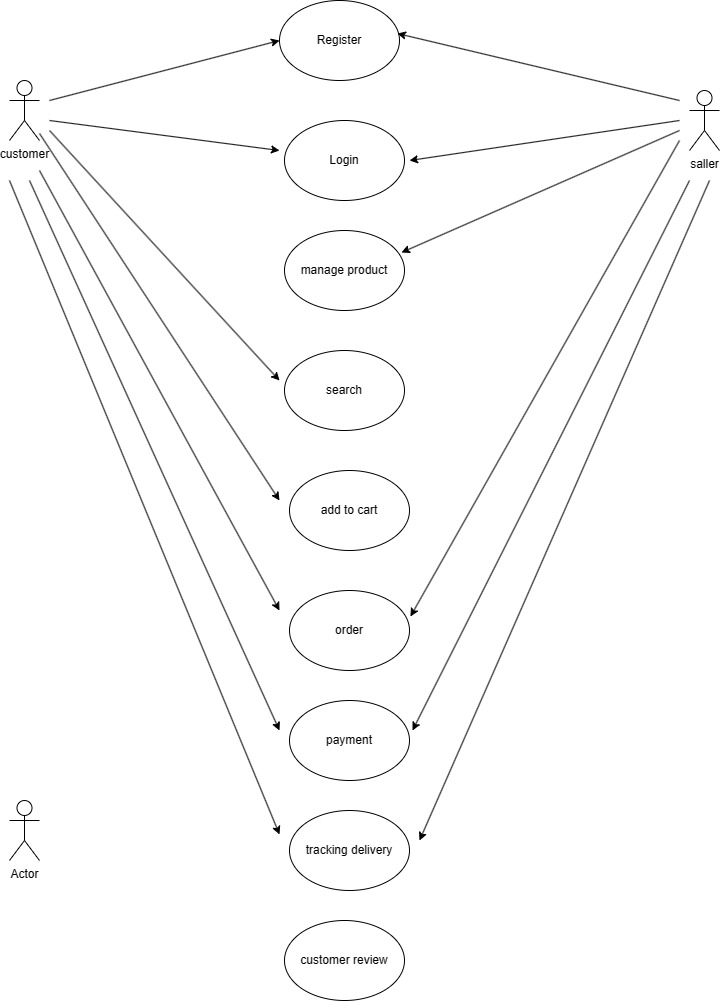 Register
customer
Login
saller
manage product
search
add to cart
order
payment
tracking delivery
Actor
customer review